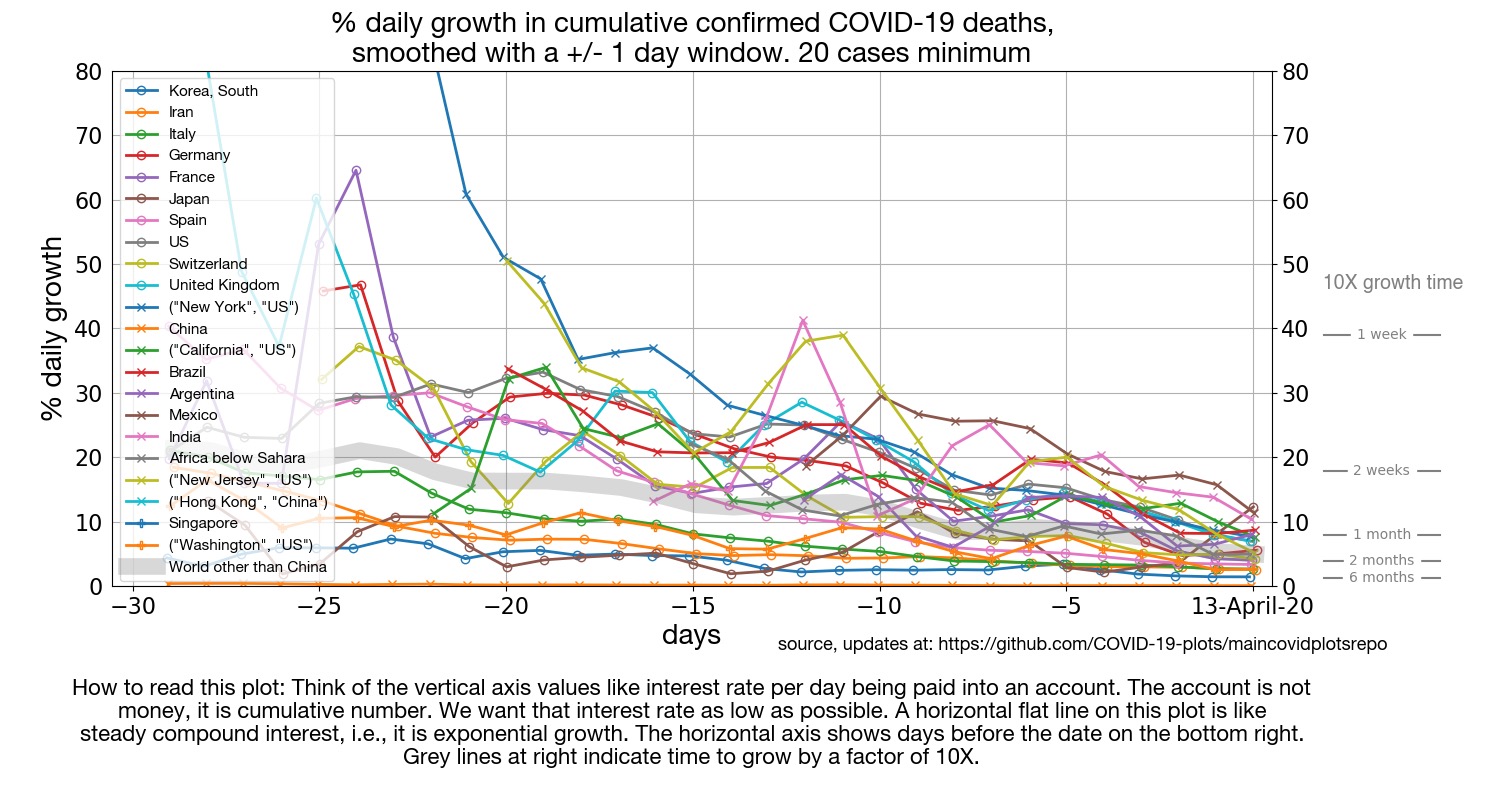 % daily growth in cumulative confirmed COVID-19 deaths,
smoothed with a +/- 1 day window. 20 cases minimum
% daily growth
80
70
60
50
40
30
20
10
0
Korea, South
Iran
Italy
Germany
France
Japan
Spain
US
Switzerland
United Kingdom
("New York", "US")
China
("California", "US")
Brazil
Argentina
Mexico
India
Africa below Sahara
("New Jersey", "US")
("Hong Kong", "China")
Singapore
("Washington", "US")
World other than China
80
70
60
50
40
30
20
10
0
10X growth time
1 week
2 weeks
1 month
2 months
6 months
−30
−25
−20
−15
−10
−5
13-April-20
days
source, updates at: https://github.com/COVID-19-plots/maincovidplotsrepo
How to read this plot: Think of the vertical axis values like interest rate per day being paid into an account. The account is not
money, it is cumulative number. We want that interest rate as low as possible. A horizontal flat line on this plot is like
steady compound interest, i.e., it is exponential growth. The horizontal axis shows days before the date on the bottom right.
Grey lines at right indicate time to grow by a factor of 10X.